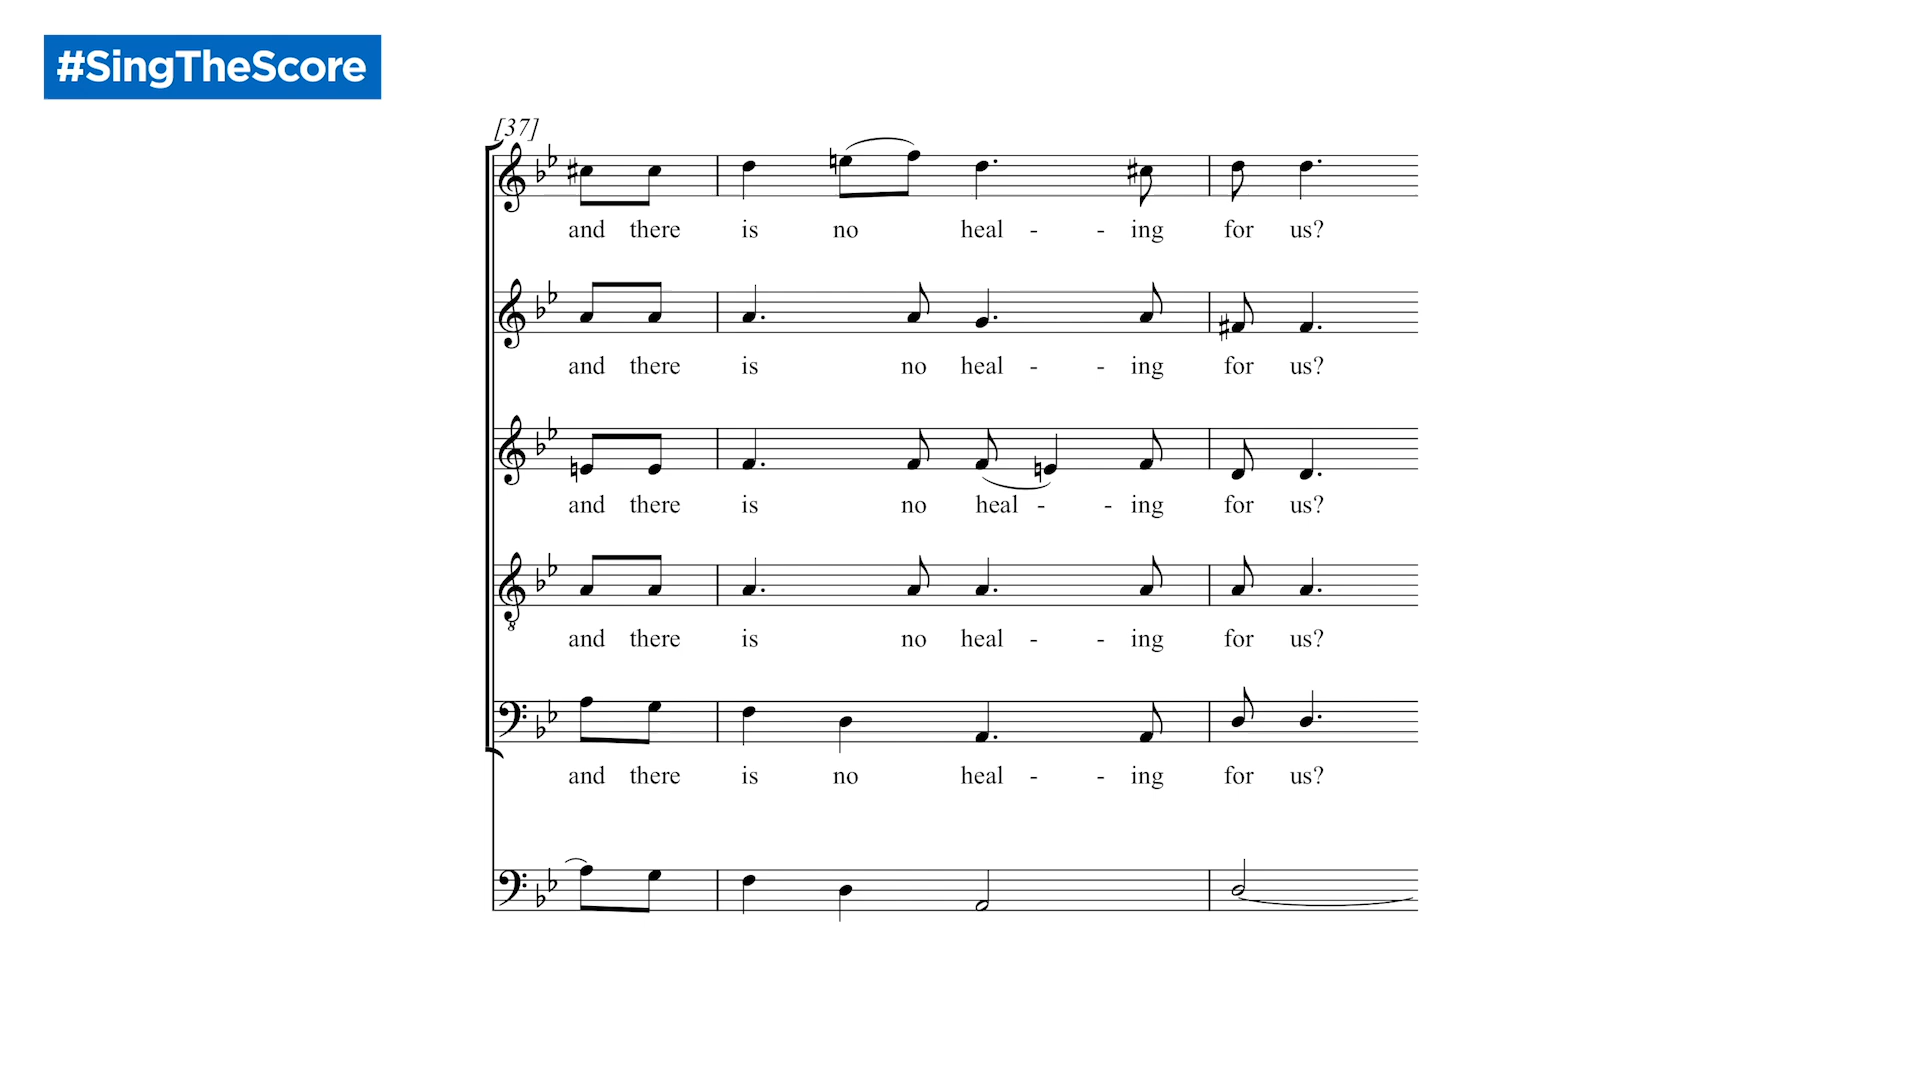 #SingTheScore
[37]
and there is no heal - - ing for us?
and there is no heal - - ing for us?
and there is no heal - - ing for us?
8
and there is no heal - - ing for us?
and there is no heal - - ing for us?